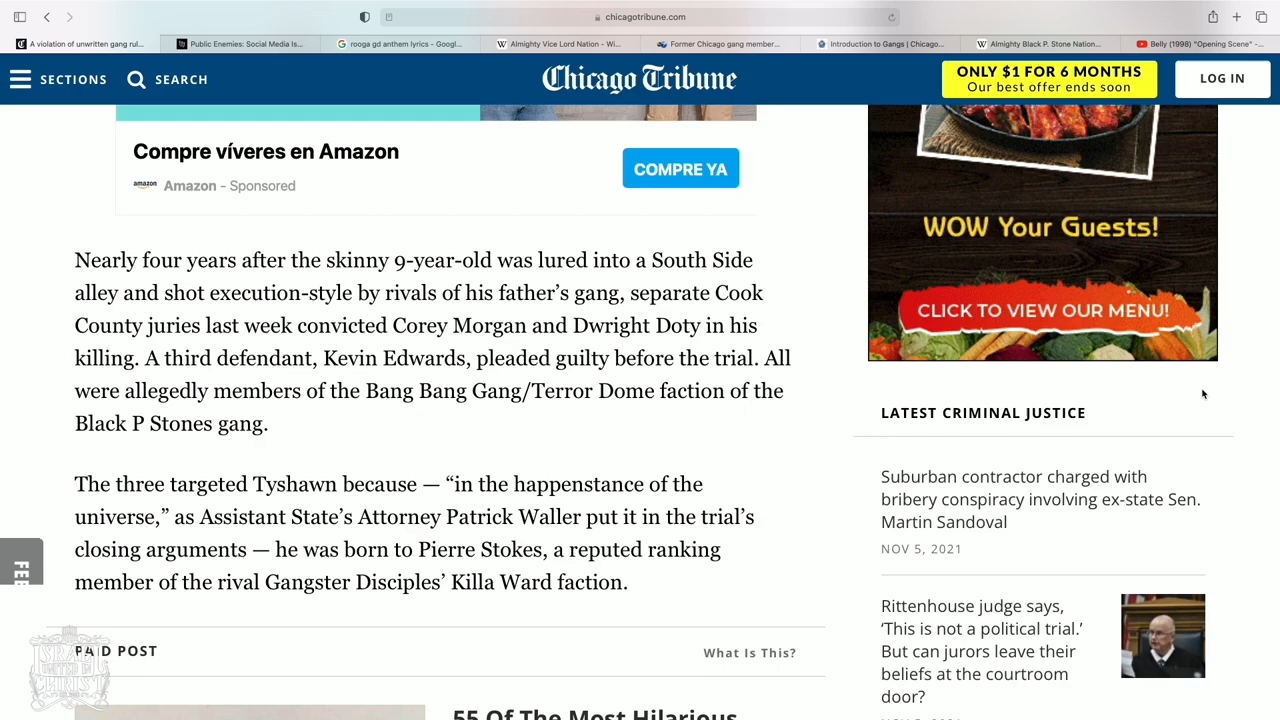 chicagotribune.com
A violation of unwritten gang rul...
Public Enemies: Social Media Is...
rooga gd anthem lyrics - Googl...
Almighty Vice Lord Nation - Wi...
Former Chicago gang member...
Introduction to Gangs | Chicago...
Almighty Black P. Stone Nation...
Belly (1998) "Opening Scene" -...
SECTIONS
SEARCH
Chicago Tribune
ONLY $1 FOR 6 MONTHS
Our best offer ends soon
LOG IN
Compre víveres en Amazon
amazon
Amazon - Sponsored
COMPRE YA
Nearly four years after the skinny 9-year-old was lured into a South Side
alley and shot execution-style by rivals of his father’s gang, separate Cook
County juries last week convicted Corey Morgan and Dwright Doty in his
killing. A third defendant, Kevin Edwards, pleaded guilty before the trial. All
were allegedly members of the Bang Bang Gang/Terror Dome faction of the
Black P Stones gang.
The three targeted Tyshawn because — “in the happenstance of the
universe,” as Assistant State’s Attorney Patrick Waller put it in the trial’s
closing arguments — he was born to Pierre Stokes, a reputed ranking
member of the rival Gangster Disciples’ Killa Ward faction.
PAID POST
What Is This?
55 Of The Most Hilarious
WOW Your Guests!
CLICK TO VIEW OUR MENU!
LATEST CRIMINAL JUSTICE
Suburban contractor charged with
bribery conspiracy involving ex-state Sen.
Martin Sandoval
NOV 5, 2021
Rittenhouse judge says,
‘This is not a political trial.’
But can jurors leave their
beliefs at the courtroom
door?
ISRAEL
UNITED IN
CHRIST